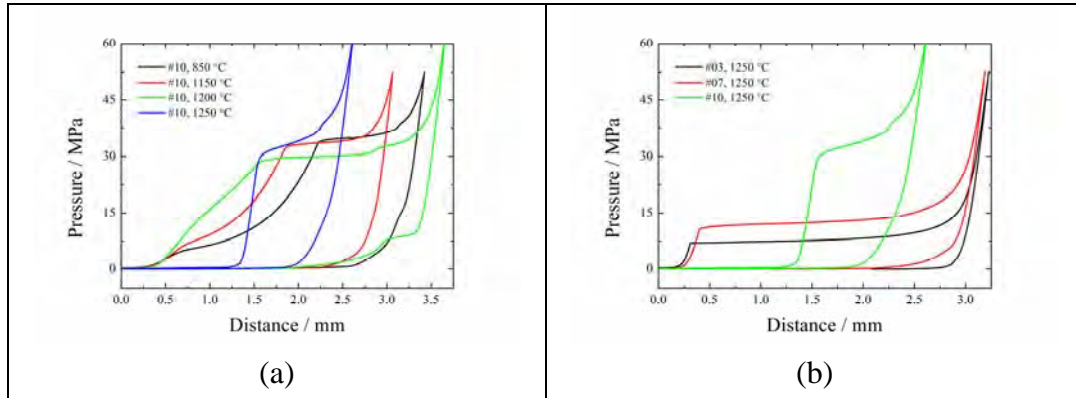 60
45
30
15
0
Pressure / MPa
#10, 850 °C
#10, 1150 °C
#10, 1200 °C
#10, 1250 °C
0.0 0.5 1.0 1.5 2.0 2.5 3.0 3.5
Distance / mm
(a)
60
45
30
15
0
Pressure / MPa
#03, 1250 °C
#07, 1250 °C
#10, 1250 °C
0.0 0.5 1.0 1.5 2.0 2.5 3.0
Distance / mm
(b)